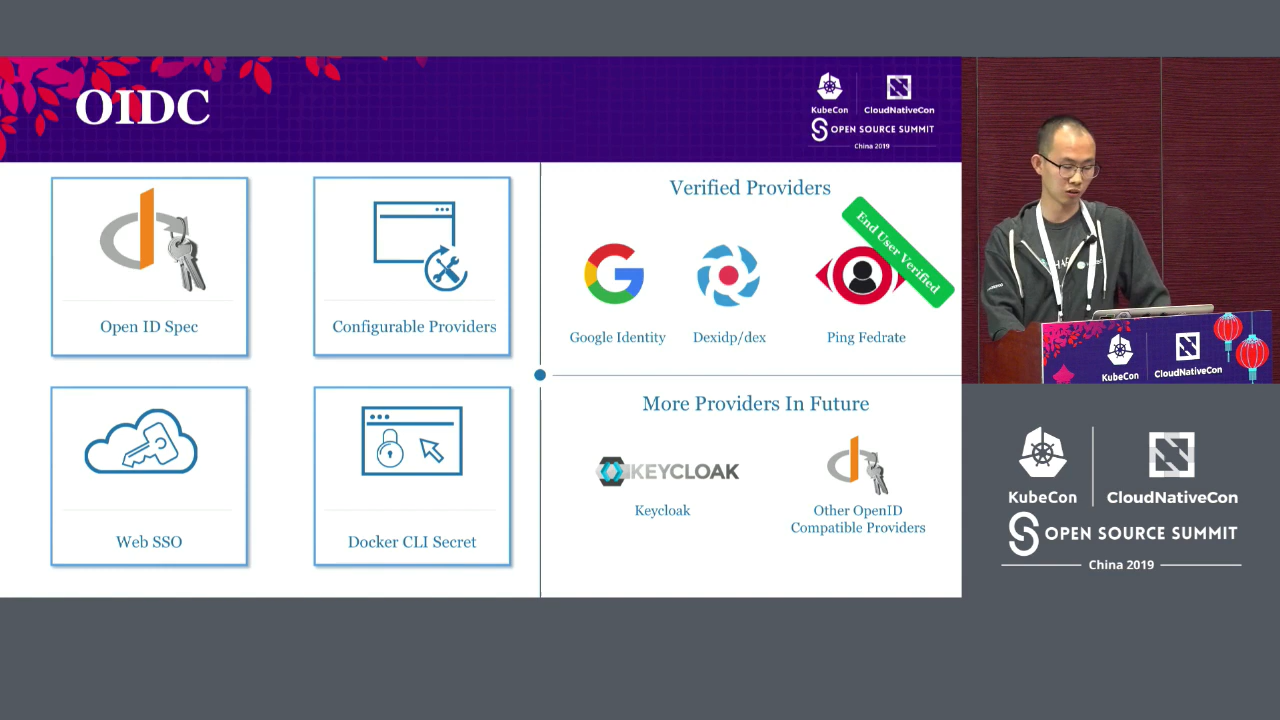 OIDC
KubeCon
CloudNativeCon
OPEN SOURCE SUMMIT
China 2019
Open ID Spec
Configurable Providers
Web SSO
Docker CLI Secret
Verified Providers
End User Verified
Google Identity
Dexidp/dex
Ping Fedrate
More Providers In Future
KEYCLOAK
Keycloak
Other OpenID
Compatible Providers
KubeCon
CloudNativeCon
KubeCon
CloudNativeCon
OPEN SOURCE SUMMIT
China 2019